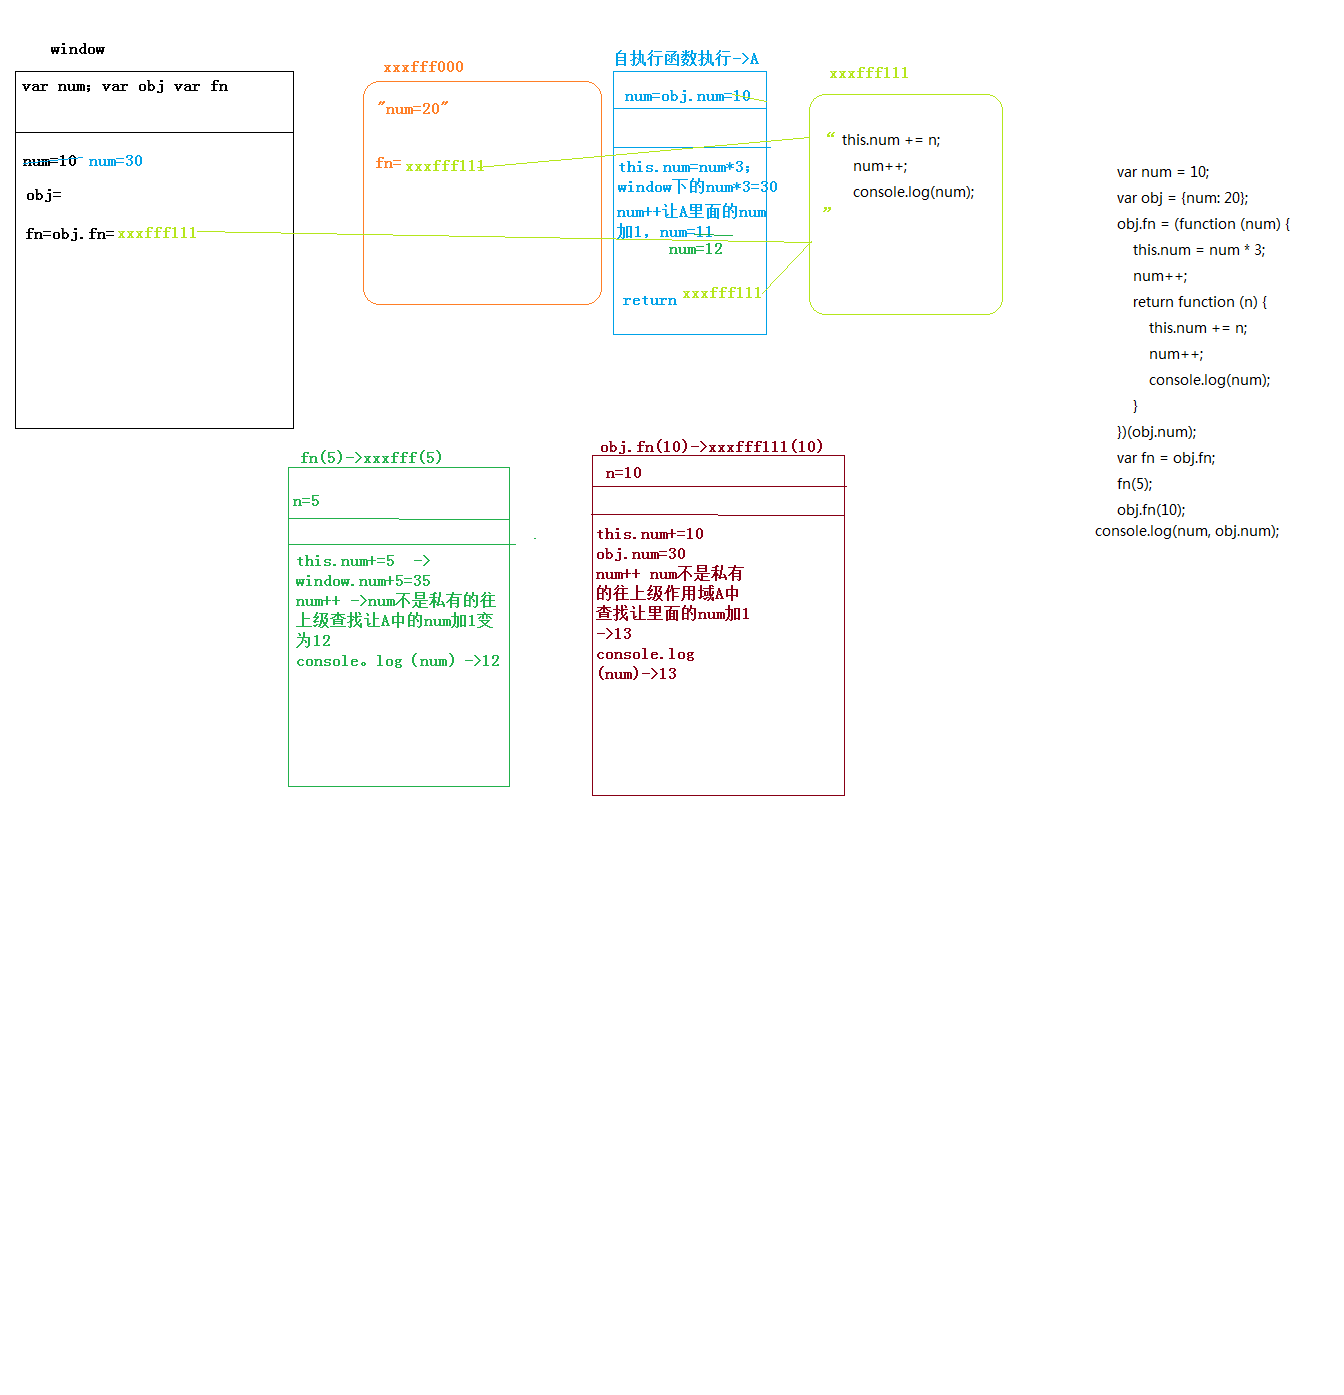 window
var num; var obj var fn
num=10 num=30
obj=
fn=obj.fn=xxxfff111
xxxfff000
"num=20"
fn= xxxfff111
自执行函数执行->A
num=obj.num=10
this.num=num*3;
window下的num*3=30
num++让A里面的num
加1, num=11
num=12
return xxxfff111
xxxfff111
“ this.num += n;
num++;
console.log(num);
”
var num = 10;
var obj = {num: 20};
obj.fn = (function (num) {
this.num = num * 3;
num++;
return function (n) {
this.num += n;
num++;
console.log(num);
}
})(obj.num);
var fn = obj.fn;
fn(5);
obj.fn(10);
console.log(num, obj.num);
fn(5)->xxxfff(5)
n=5
this.num+=5 ->
window.num+5=35
num++ ->num不是私有的往
上级查找让A中的num加1变
为12
console。log（num）->12
obj.fn(10)->xxxfff111(10)
n=10
this.num+=10
obj.num=30
num++ num不是私有
的往上级作用域A中
查找让里面的num加1
->13
console.log
(num)->13